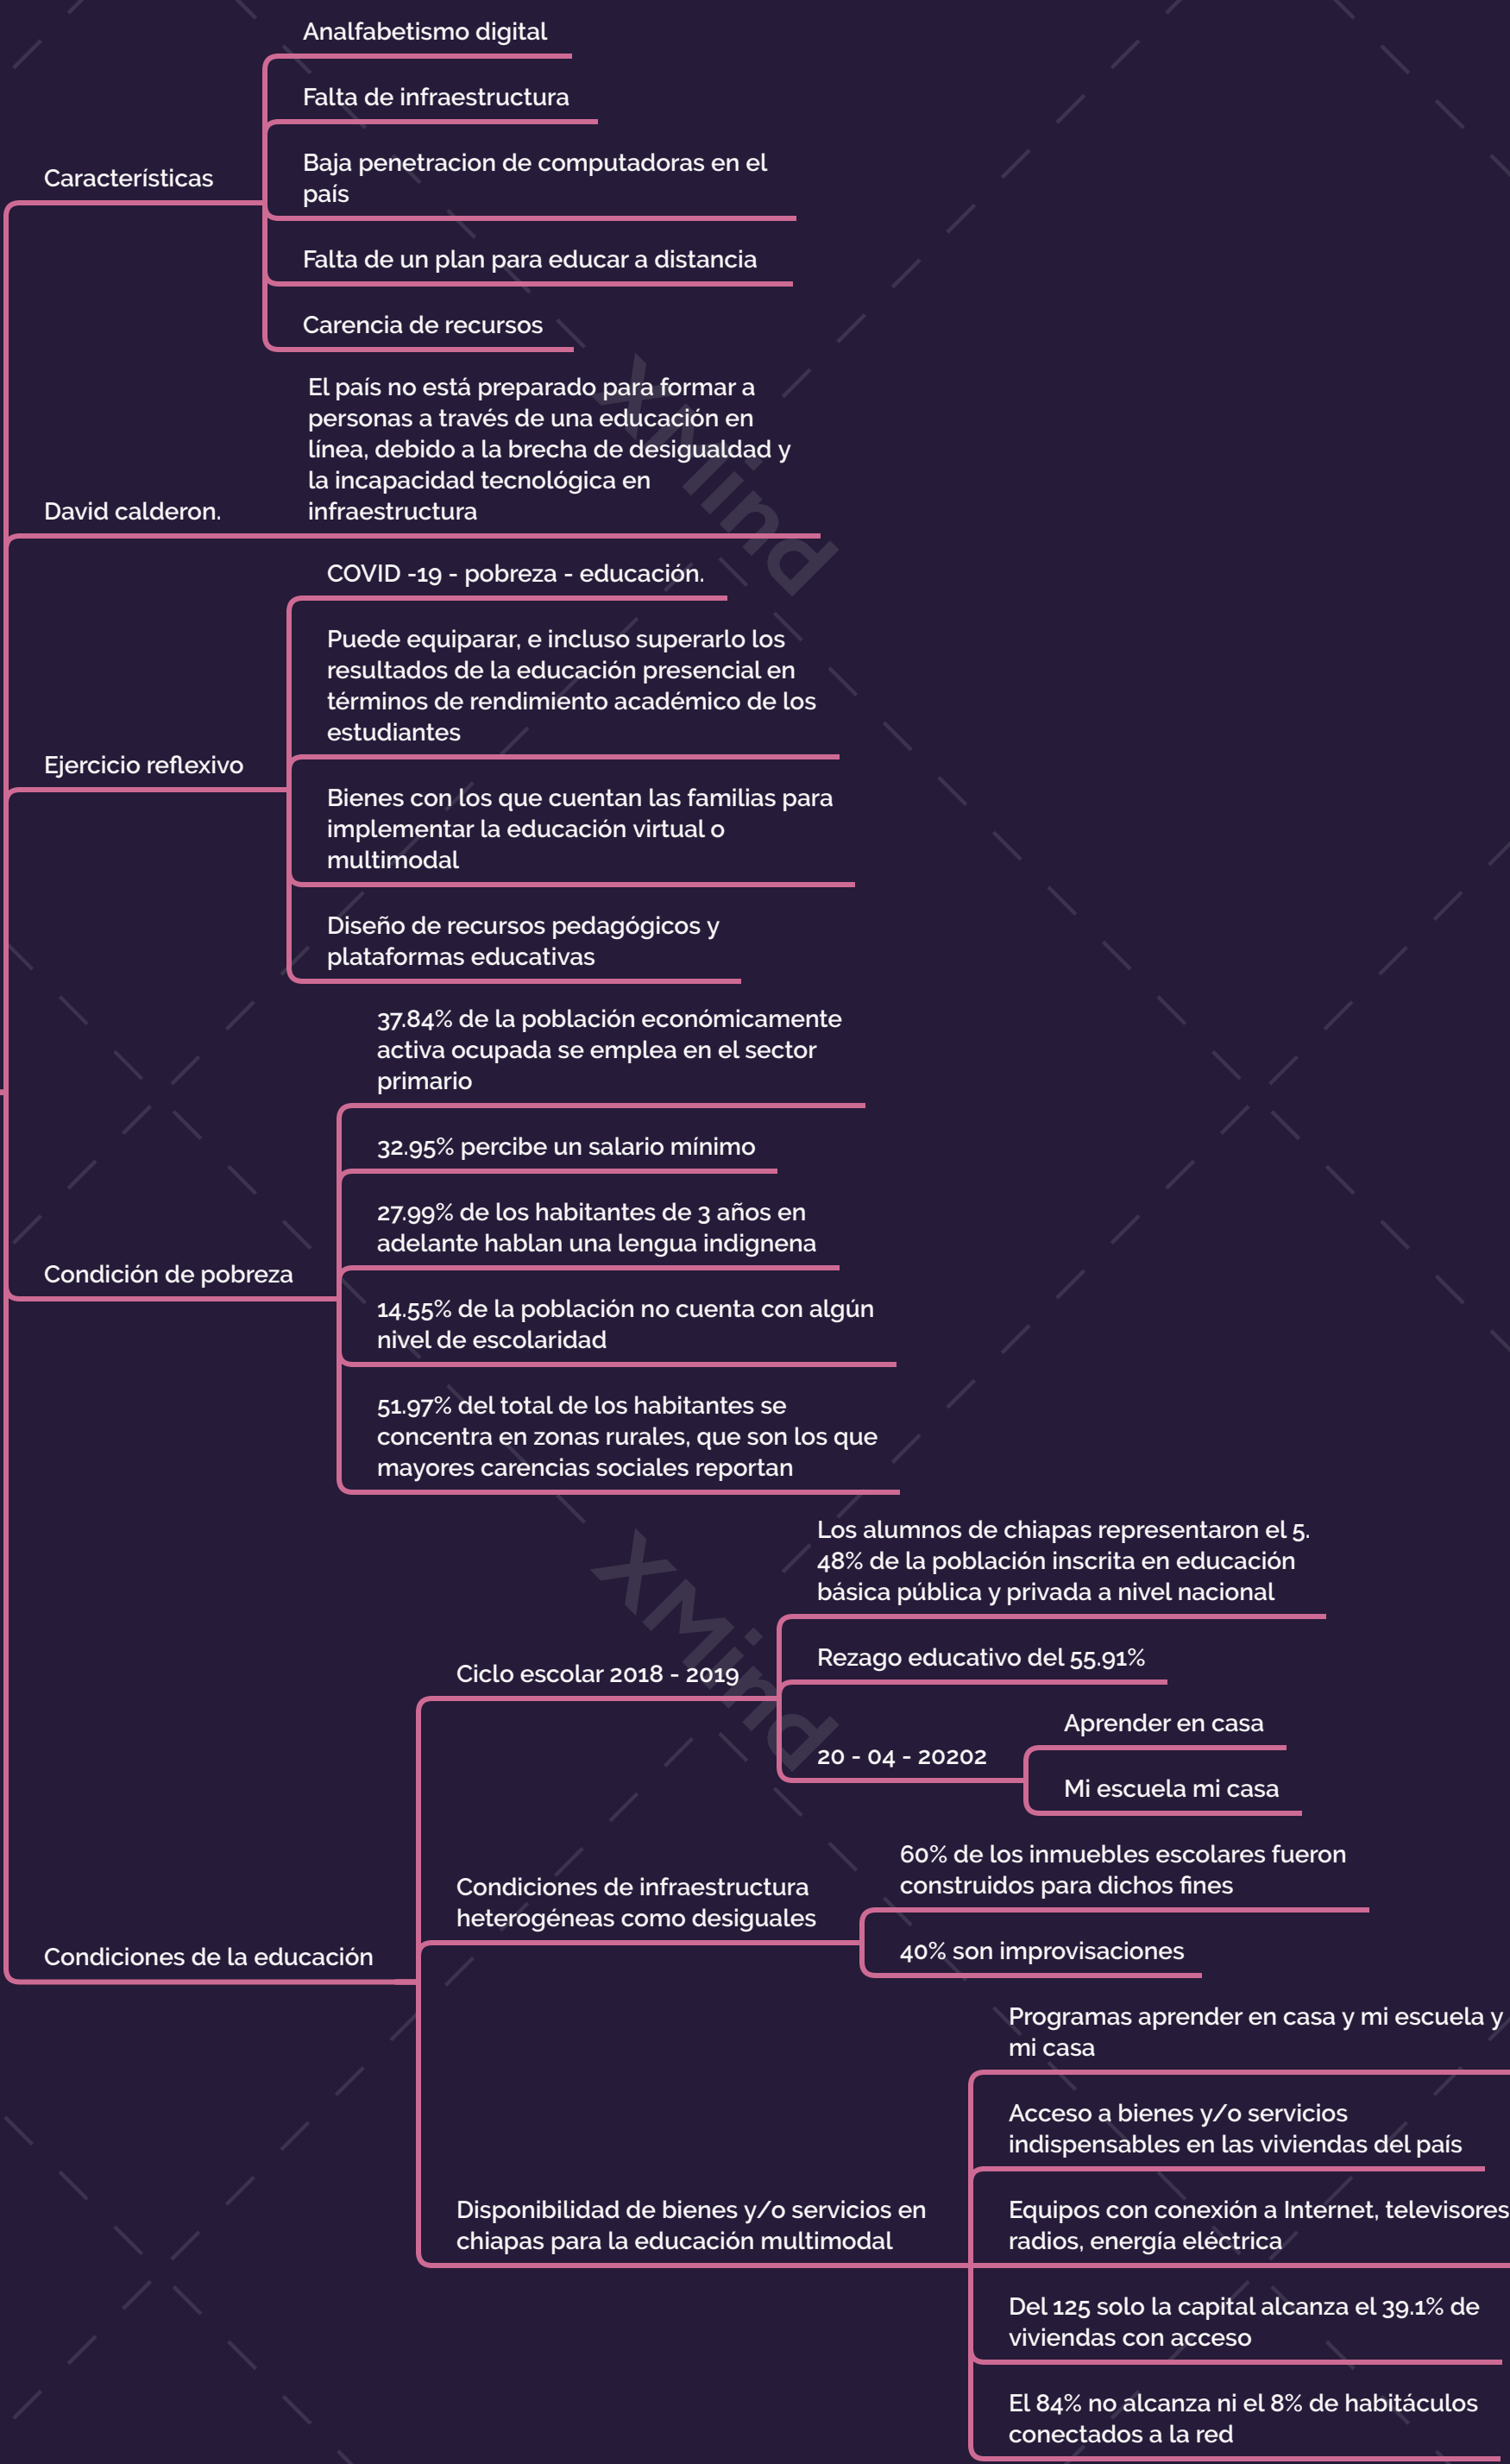 Analfabetismo digital
Falta de infraestructura
Baja penetracion de computadoras en el
país
Características
Falta de un plan para educar a distancia
Carencia de recursos
El país no está preparado para formar a
personas a través de una educación en
línea, debido a la brecha de desigualdad y
la incapacidad tecnológica en
infraestructura
David calderon.
COVID -19 - pobreza - educación.
Puede equiparar, e incluso superarlo los
resultados de la educación presencial en
términos de rendimiento académico de los
estudiantes
Ejercicio reflexivo
Bienes con los que cuentan las familias para
implementar la educación virtual o
multimodal
Diseño de recursos pedagógicos y
plataformas educativas
37.84% de la población económicamente
activa ocupada se emplea en el sector
primario
32.95% percibe un salario mínimo
27.99% de los habitantes de 3 años en
adelante hablan una lengua indignena
Condición de pobreza
14.55% de la población no cuenta con algún
nivel de escolaridad
51.97% del total de los habitantes se
concentra en zonas rurales, que son los que
mayores carencias sociales reportan
Los alumnos de chiapas representaron el 5.
48% de la población inscrita en educación
básica pública y privada a nivel nacional
Ciclo escolar 2018 - 2019
Rezago educativo del 55.91%
20 - 04 - 20202
Aprender en casa
Mi escuela mi casa
Condiciones de infraestructura
heterogéneas como desiguales
60% de los inmuebles escolares fueron
construidos para dichos fines
40% son improvisaciones
Condiciones de la educación
Programas aprender en casa y mi escuela y
mi casa
Acceso a bienes y/o servicios
indispensables en las viviendas del país
Disponibilidad de bienes y/o servicios en
chiapas para la educación multimodal
Equipos con conexión a Internet, televisores
radios, energía eléctrica
Del 125 solo la capital alcanza el 39.1% de
viviendas con acceso
El 84% no alcanza ni el 8% de habitáculos
conectados a la red
XMind
XMind